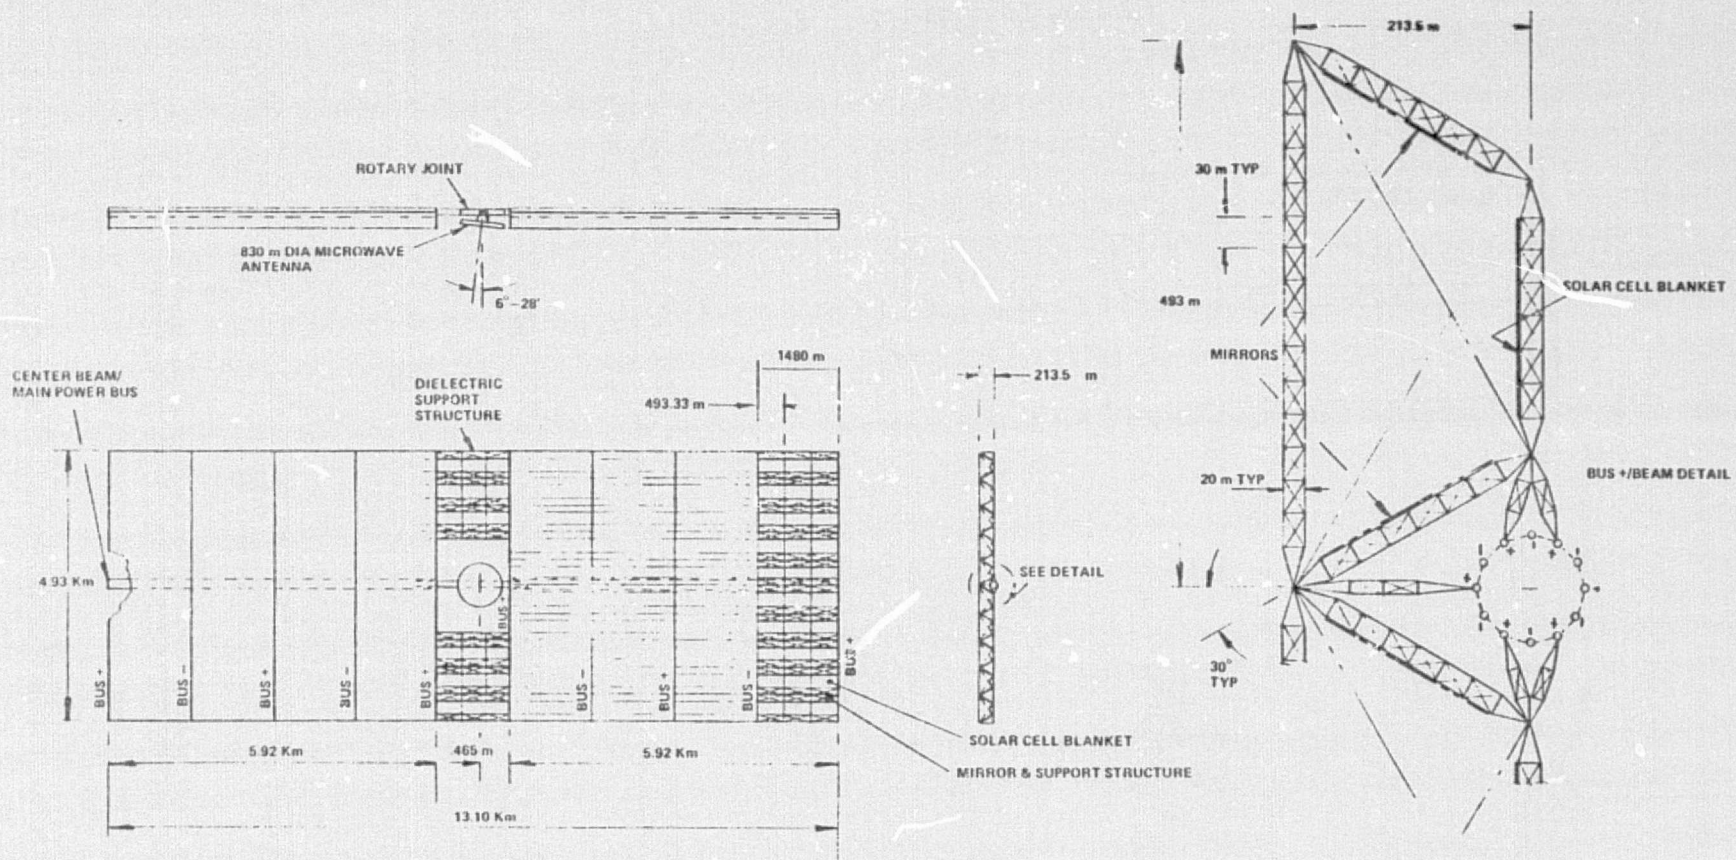 213.5 m
ROTARY JOINT
830 m DIA MICROWAVE
ANTENNA
6°-28'
30 m TYP
493 m
SOLAR CELL BLANKET
MIRRORS
20 m TYP
BUS +/BEAM DETAIL
30°
TYP
CENTER BEAM/
MAIN POWER BUS
DIELECTRIC
SUPPORT
STRUCTURE
1480 m
493.33 m
213.5 m
4.93 Km
SEE DETAIL
BUS +
BUS +
BUS -
BUS +
BUS -
BUS +
BUS -
BUS +
BUS -
BUS +
5.92 Km
465 m
5.92 Km
13.10 Km
SOLAR CELL BLANKET
MIRROR & SUPPORT STRUCTURE